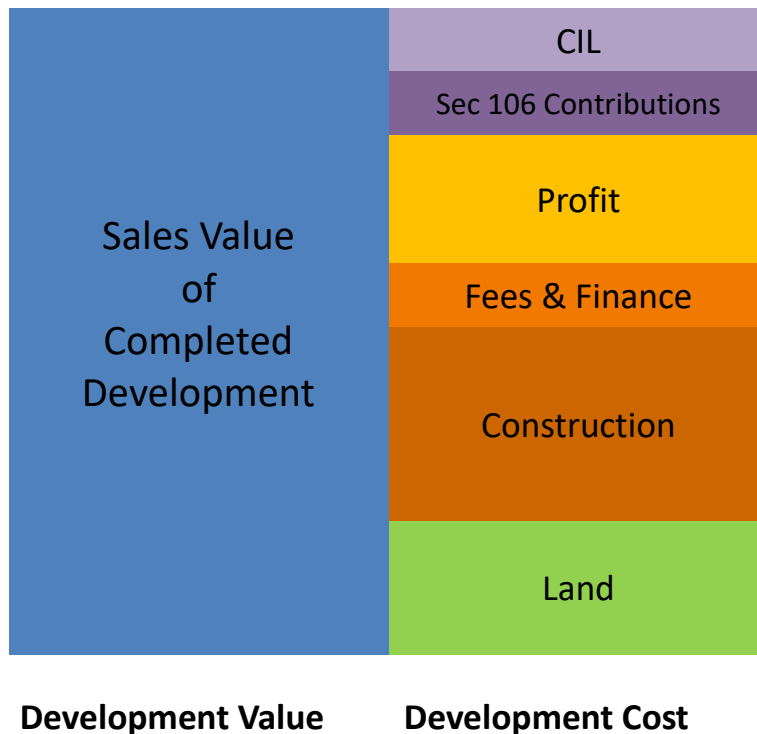 Sales Value
of
Completed
Development
CIL
Sec 106 Contributions
Profit
Fees & Finance
Construction
Land
Development Value
Development Cost